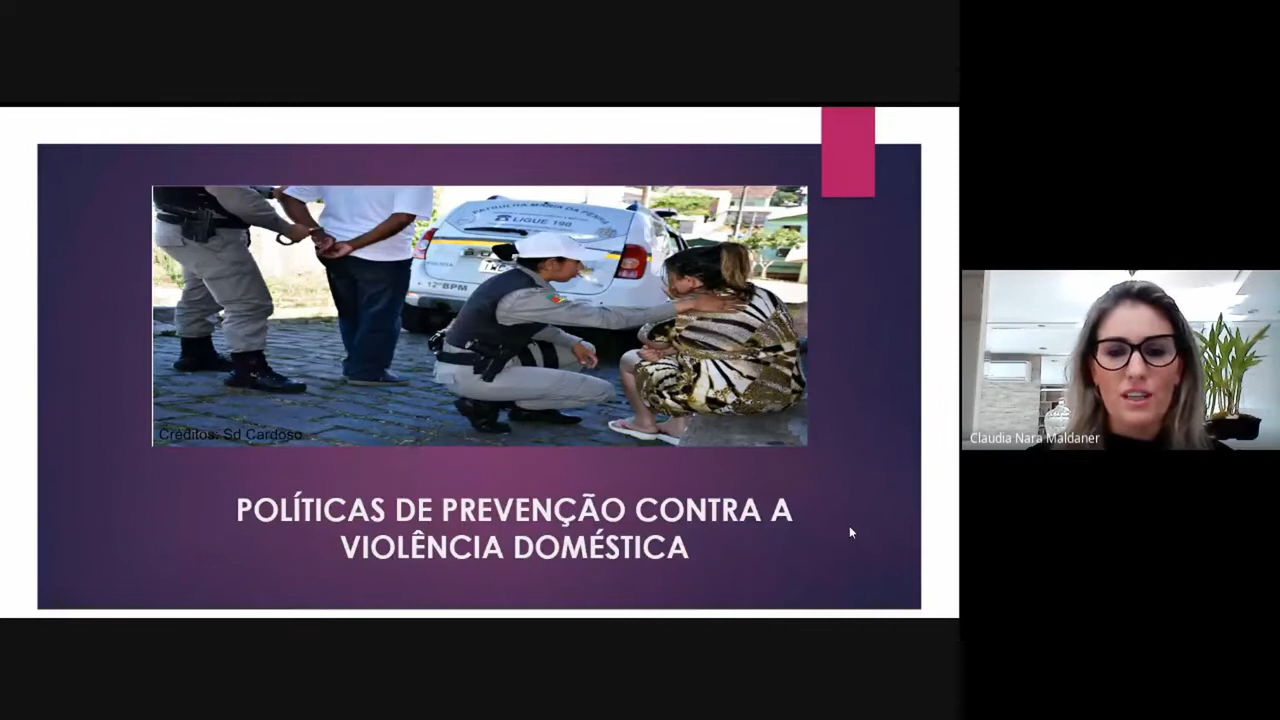 PATRULHA MARIA DA PENHA
LIGUE 190
12º BPM
Créditos: Sd Cardoso
POLÍTICAS DE PREVENÇÃO CONTRA A
VIOLÊNCIA DOMÉSTICA
Claudia Nara Maldaner